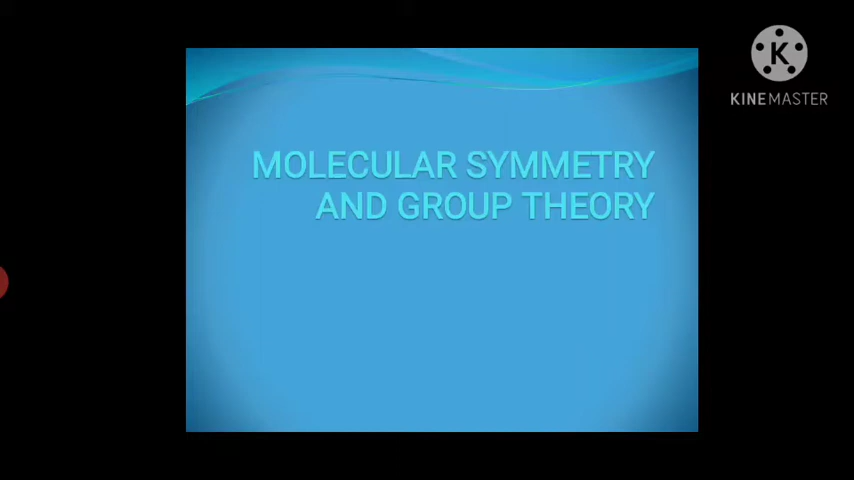 MOLECULAR SYMMETRY
AND GROUP THEORY
K
KINEMASTER